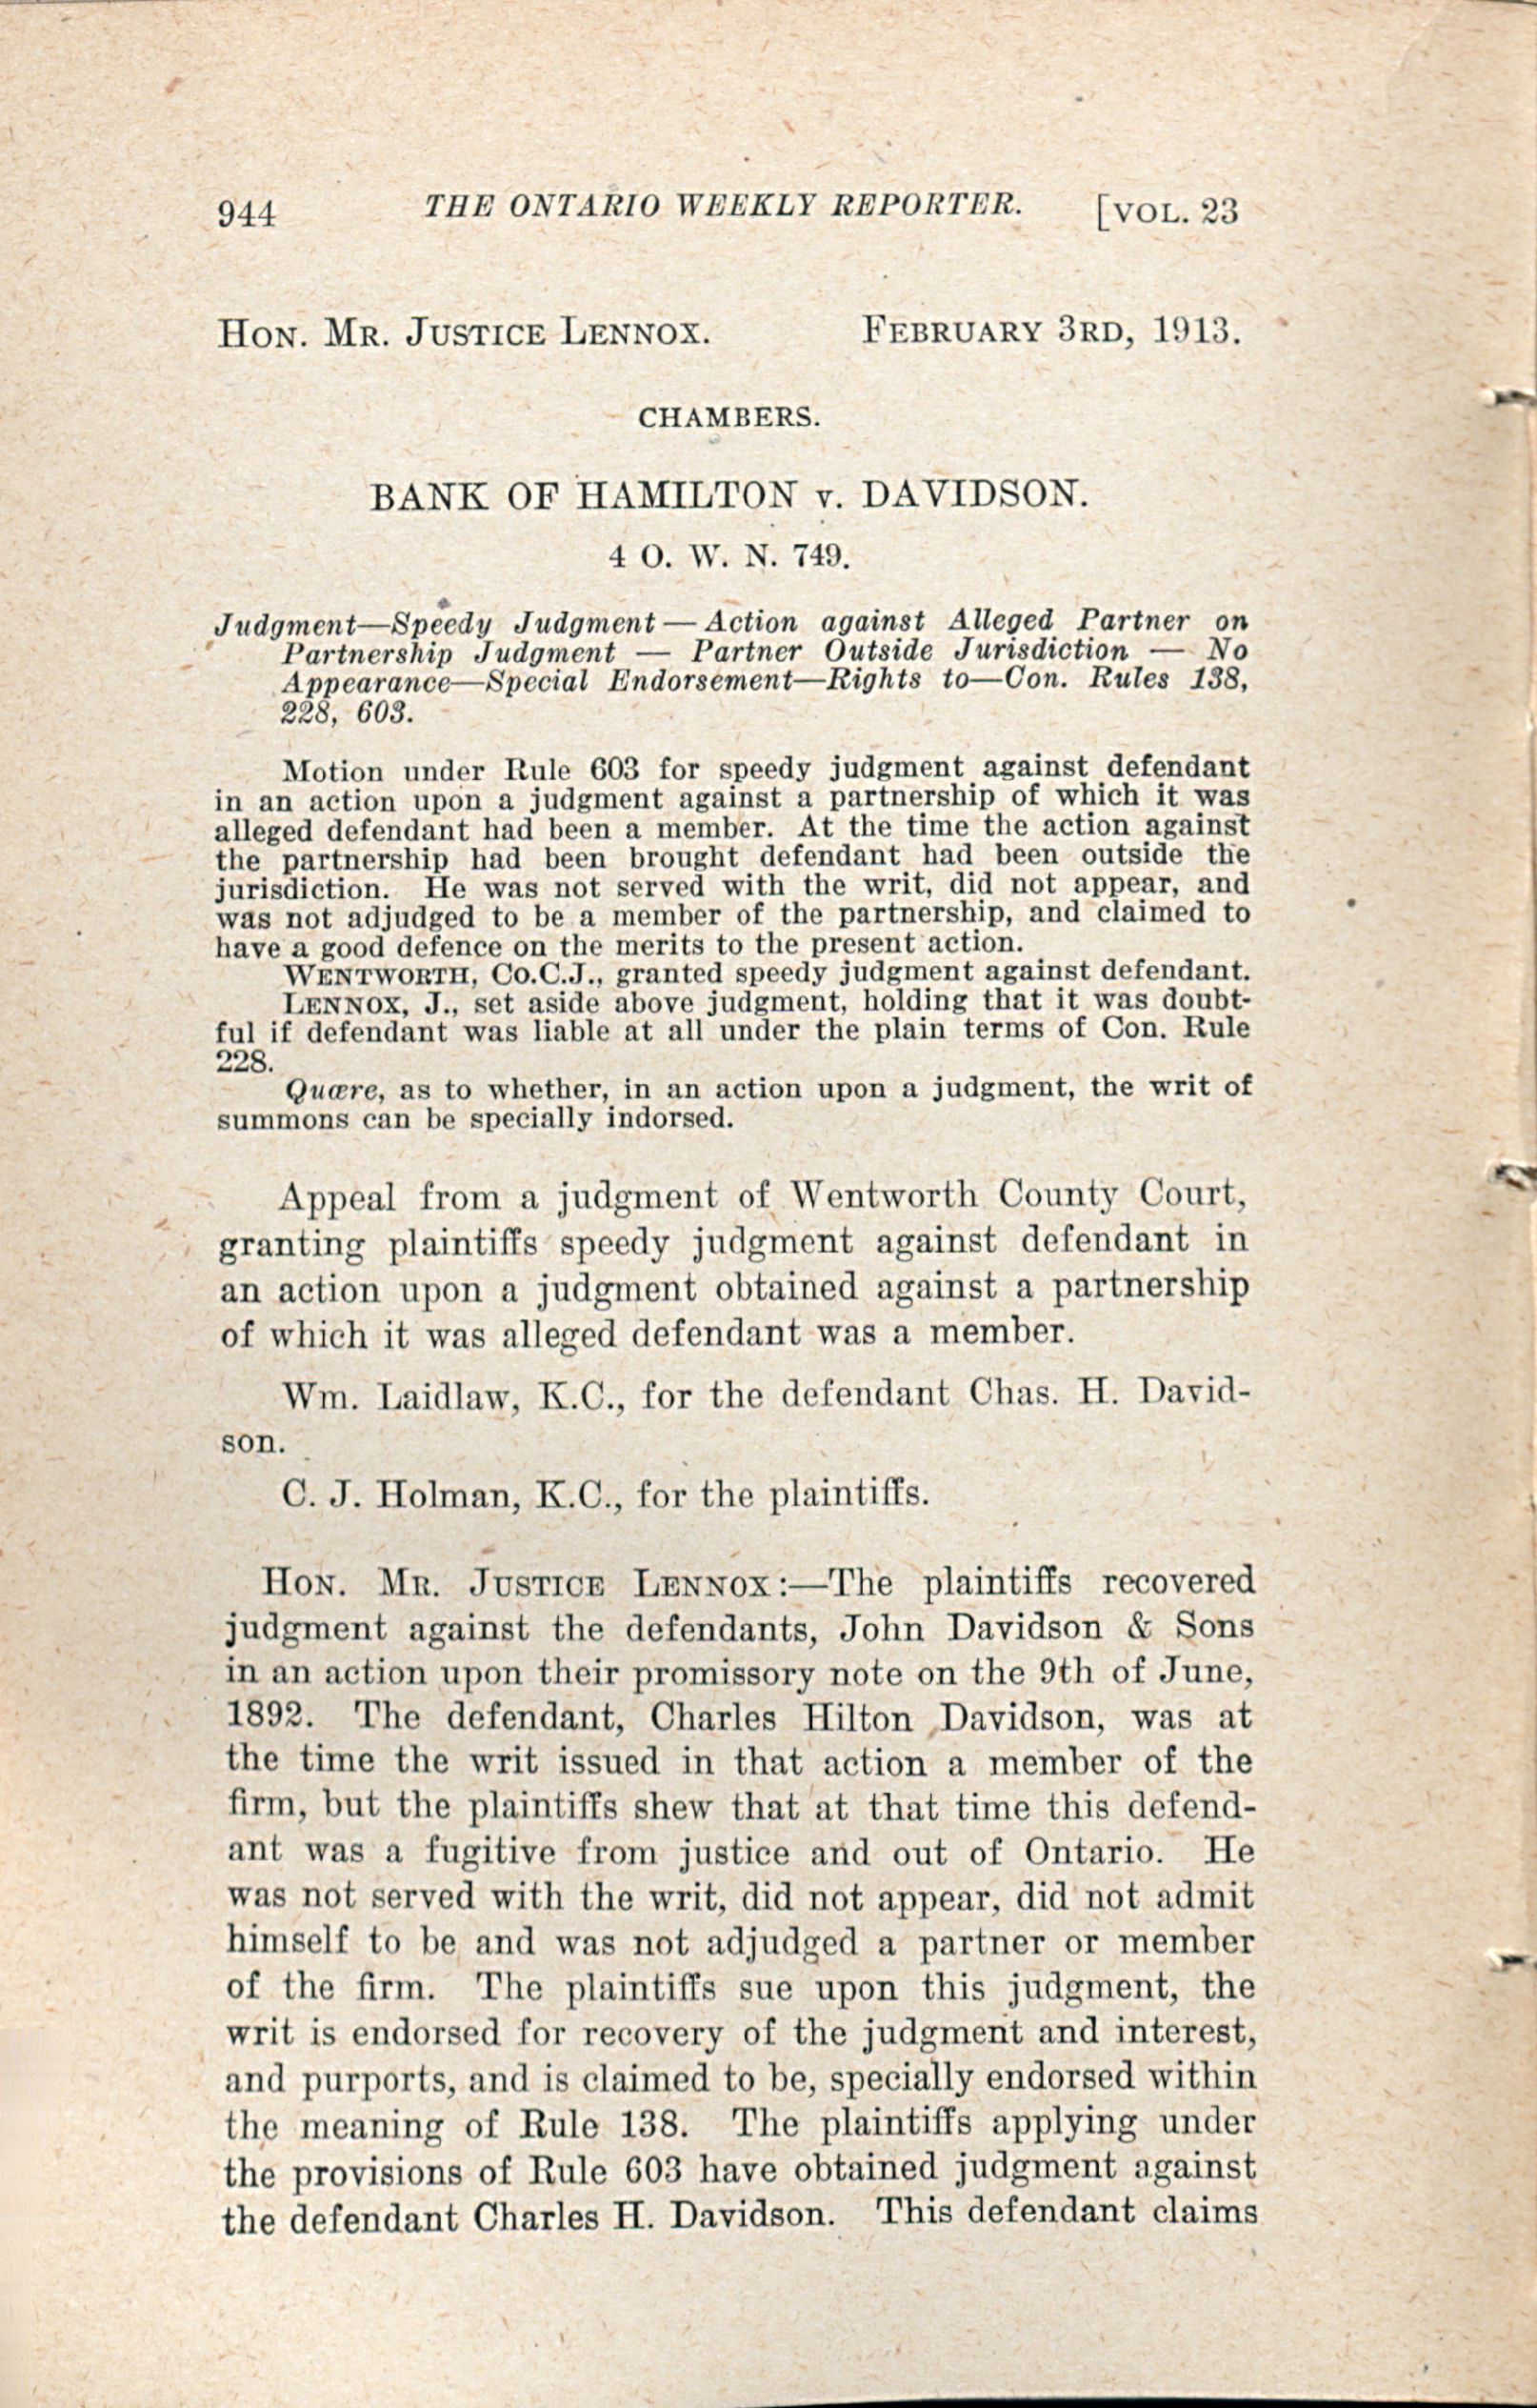 944 THE ONTARIO WEEKLY REPORTER. [VOL. 23
HON. MR. JUSTICE LENNOX. FEBRUARY 3RD, 1913.
CHAMBERS.
BANK OF HAMILTON v. DAVIDSON.
4 O. W. N. 749.
Judgment—Speedy Judgment — Action against Alleged Partner on
Partnership Judgment — Partner Outside Jurisdiction — No
Appearance—Special Endorsement—Rights to—Con. Rules 138,
228, 603.
Motion under Rule 603 for speedy judgment against defendant
in an action upon a judgment against a partnership of which it was
alleged defendant had been a member. At the time the action against
the partnership had been brought defendant had been outside the
jurisdiction. He was not served with the writ, did not appear, and
was not adjudged to be a member of the partnership, and claimed to
have a good defence on the merits to the present action.
WENTWORTH, CO.C.J., granted speedy judgment against defendant.
LENNOX, J., set aside above judgment, holding that it was doubt-
ful if defendant was liable at all under the plain terms of Con. Rule
228.
Quære, as to whether, in an action upon a judgment, the writ of
summons can be specially indorsed.
Appeal from a judgment of Wentworth County Court,
granting plaintiffs speedy judgment against defendant in
an action upon a judgment obtained against a partnership
of which it was alleged defendant was a member.
Wm. Laidlaw, K.C., for the defendant Chas. H. David-
son.
C. J. Holman, K.C., for the plaintiffs.
HON. MR. JUSTICE LENNOX:—The plaintiffs recovered
judgment against the defendants, John Davidson & Sons
in an action upon their promissory note on the 9th of June,
1892. The defendant, Charles Hilton Davidson, was at
the time the writ issued in that action a member of the
firm, but the plaintiffs shew that at that time this defend-
ant was a fugitive from justice and out of Ontario. He
was not served with the writ, did not appear, did not admit
himself to be and was not adjudged a partner or member
of the firm. The plaintiffs sue upon this judgment, the
writ is endorsed for recovery of the judgment and interest,
and purports, and is claimed to be, specially endorsed within
the meaning of Rule 138. The plaintiffs applying under
the provisions of Rule 603 have obtained judgment against
the defendant Charles H. Davidson. This defendant claims